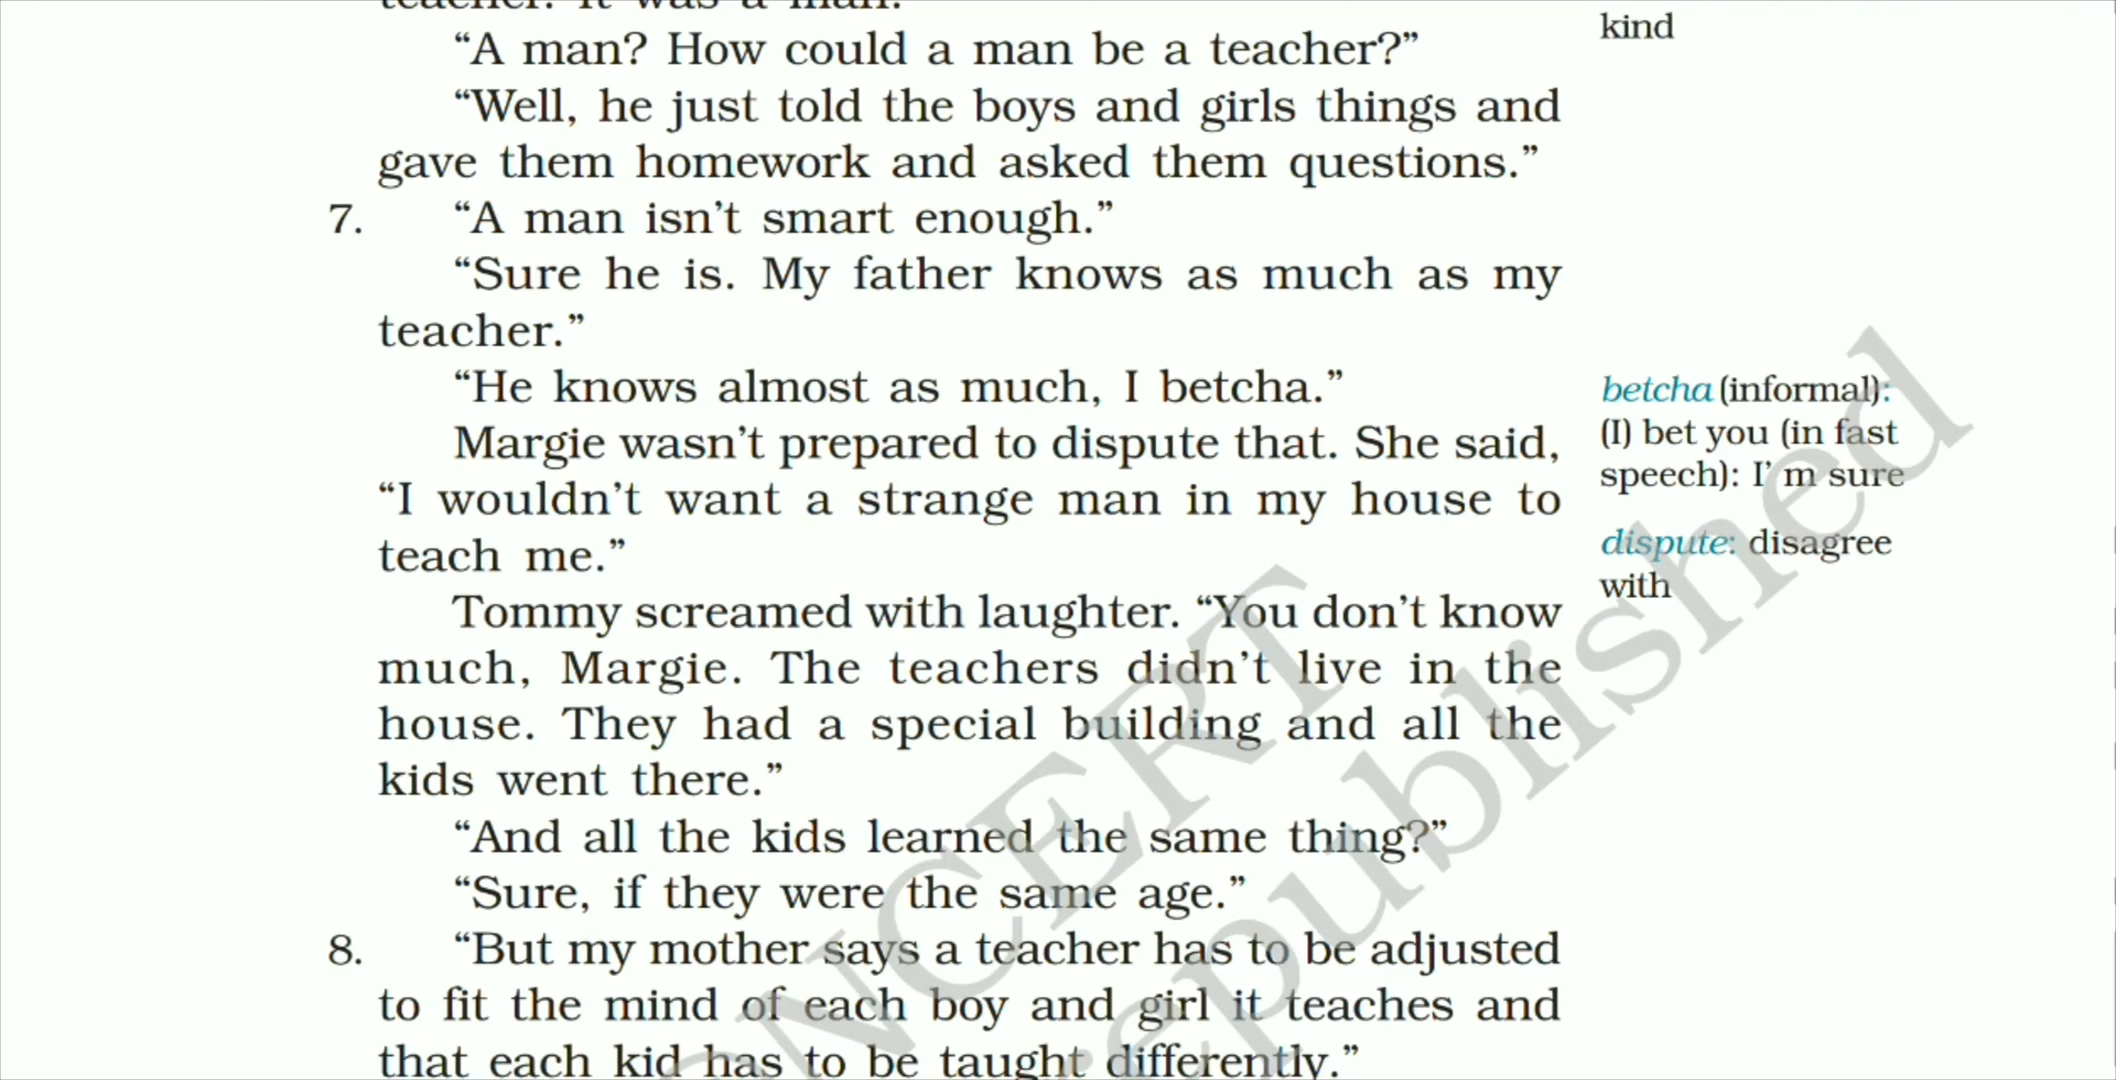 teacher. It was a man."
“A man? How could a man be a teacher?”
“Well, he just told the boys and girls things and
gave them homework and asked them questions.”
7. “A man isn’t smart enough.”
“Sure he is. My father knows as much as my
teacher.”
“He knows almost as much, I betcha.”
Margie wasn’t prepared to dispute that. She said,
“I wouldn’t want a strange man in my house to
teach me.”
Tommy screamed with laughter. “You don’t know
much, Margie. The teachers didn’t live in the
house. They had a special building and all the
kids went there.”
“And all the kids learned the same thing?”
“Sure, if they were the same age.”
8. “But my mother says a teacher has to be adjusted
to fit the mind of each boy and girl it teaches and
that each kid has to be taught differently.”
kind
betcha (informal):
(I) bet you (in fast
speech): I’ m sure
dispute: disagree
with
NCERT
republished